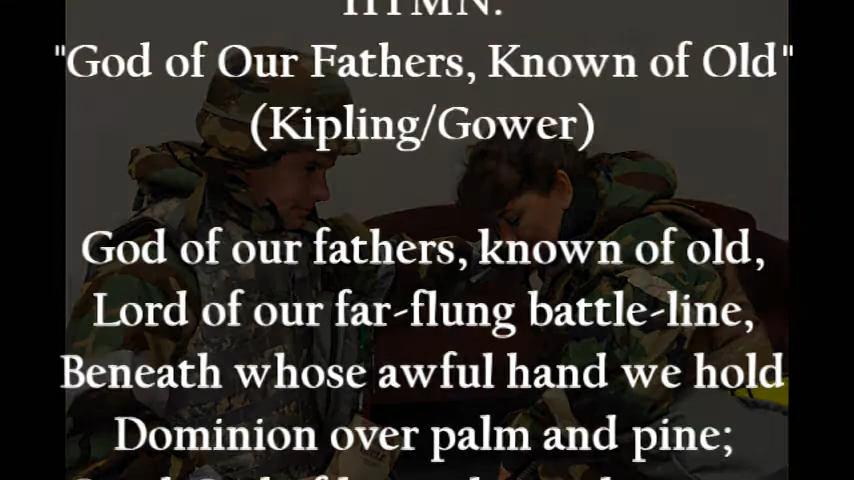 HYMN:
"God of Our Fathers, Known of Old"
(Kipling/Gower)
God of our fathers, known of old,
Lord of our far-flung battle-line,
Beneath whose awful hand we hold
Dominion over palm and pine;